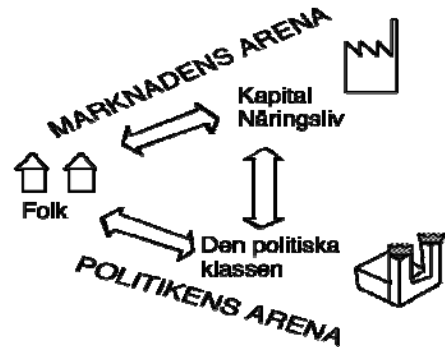 MARKNADENS ARENA
Kapital
Näringsliv
Folk
Den politiska
klassen
POLITIKENS ARENA